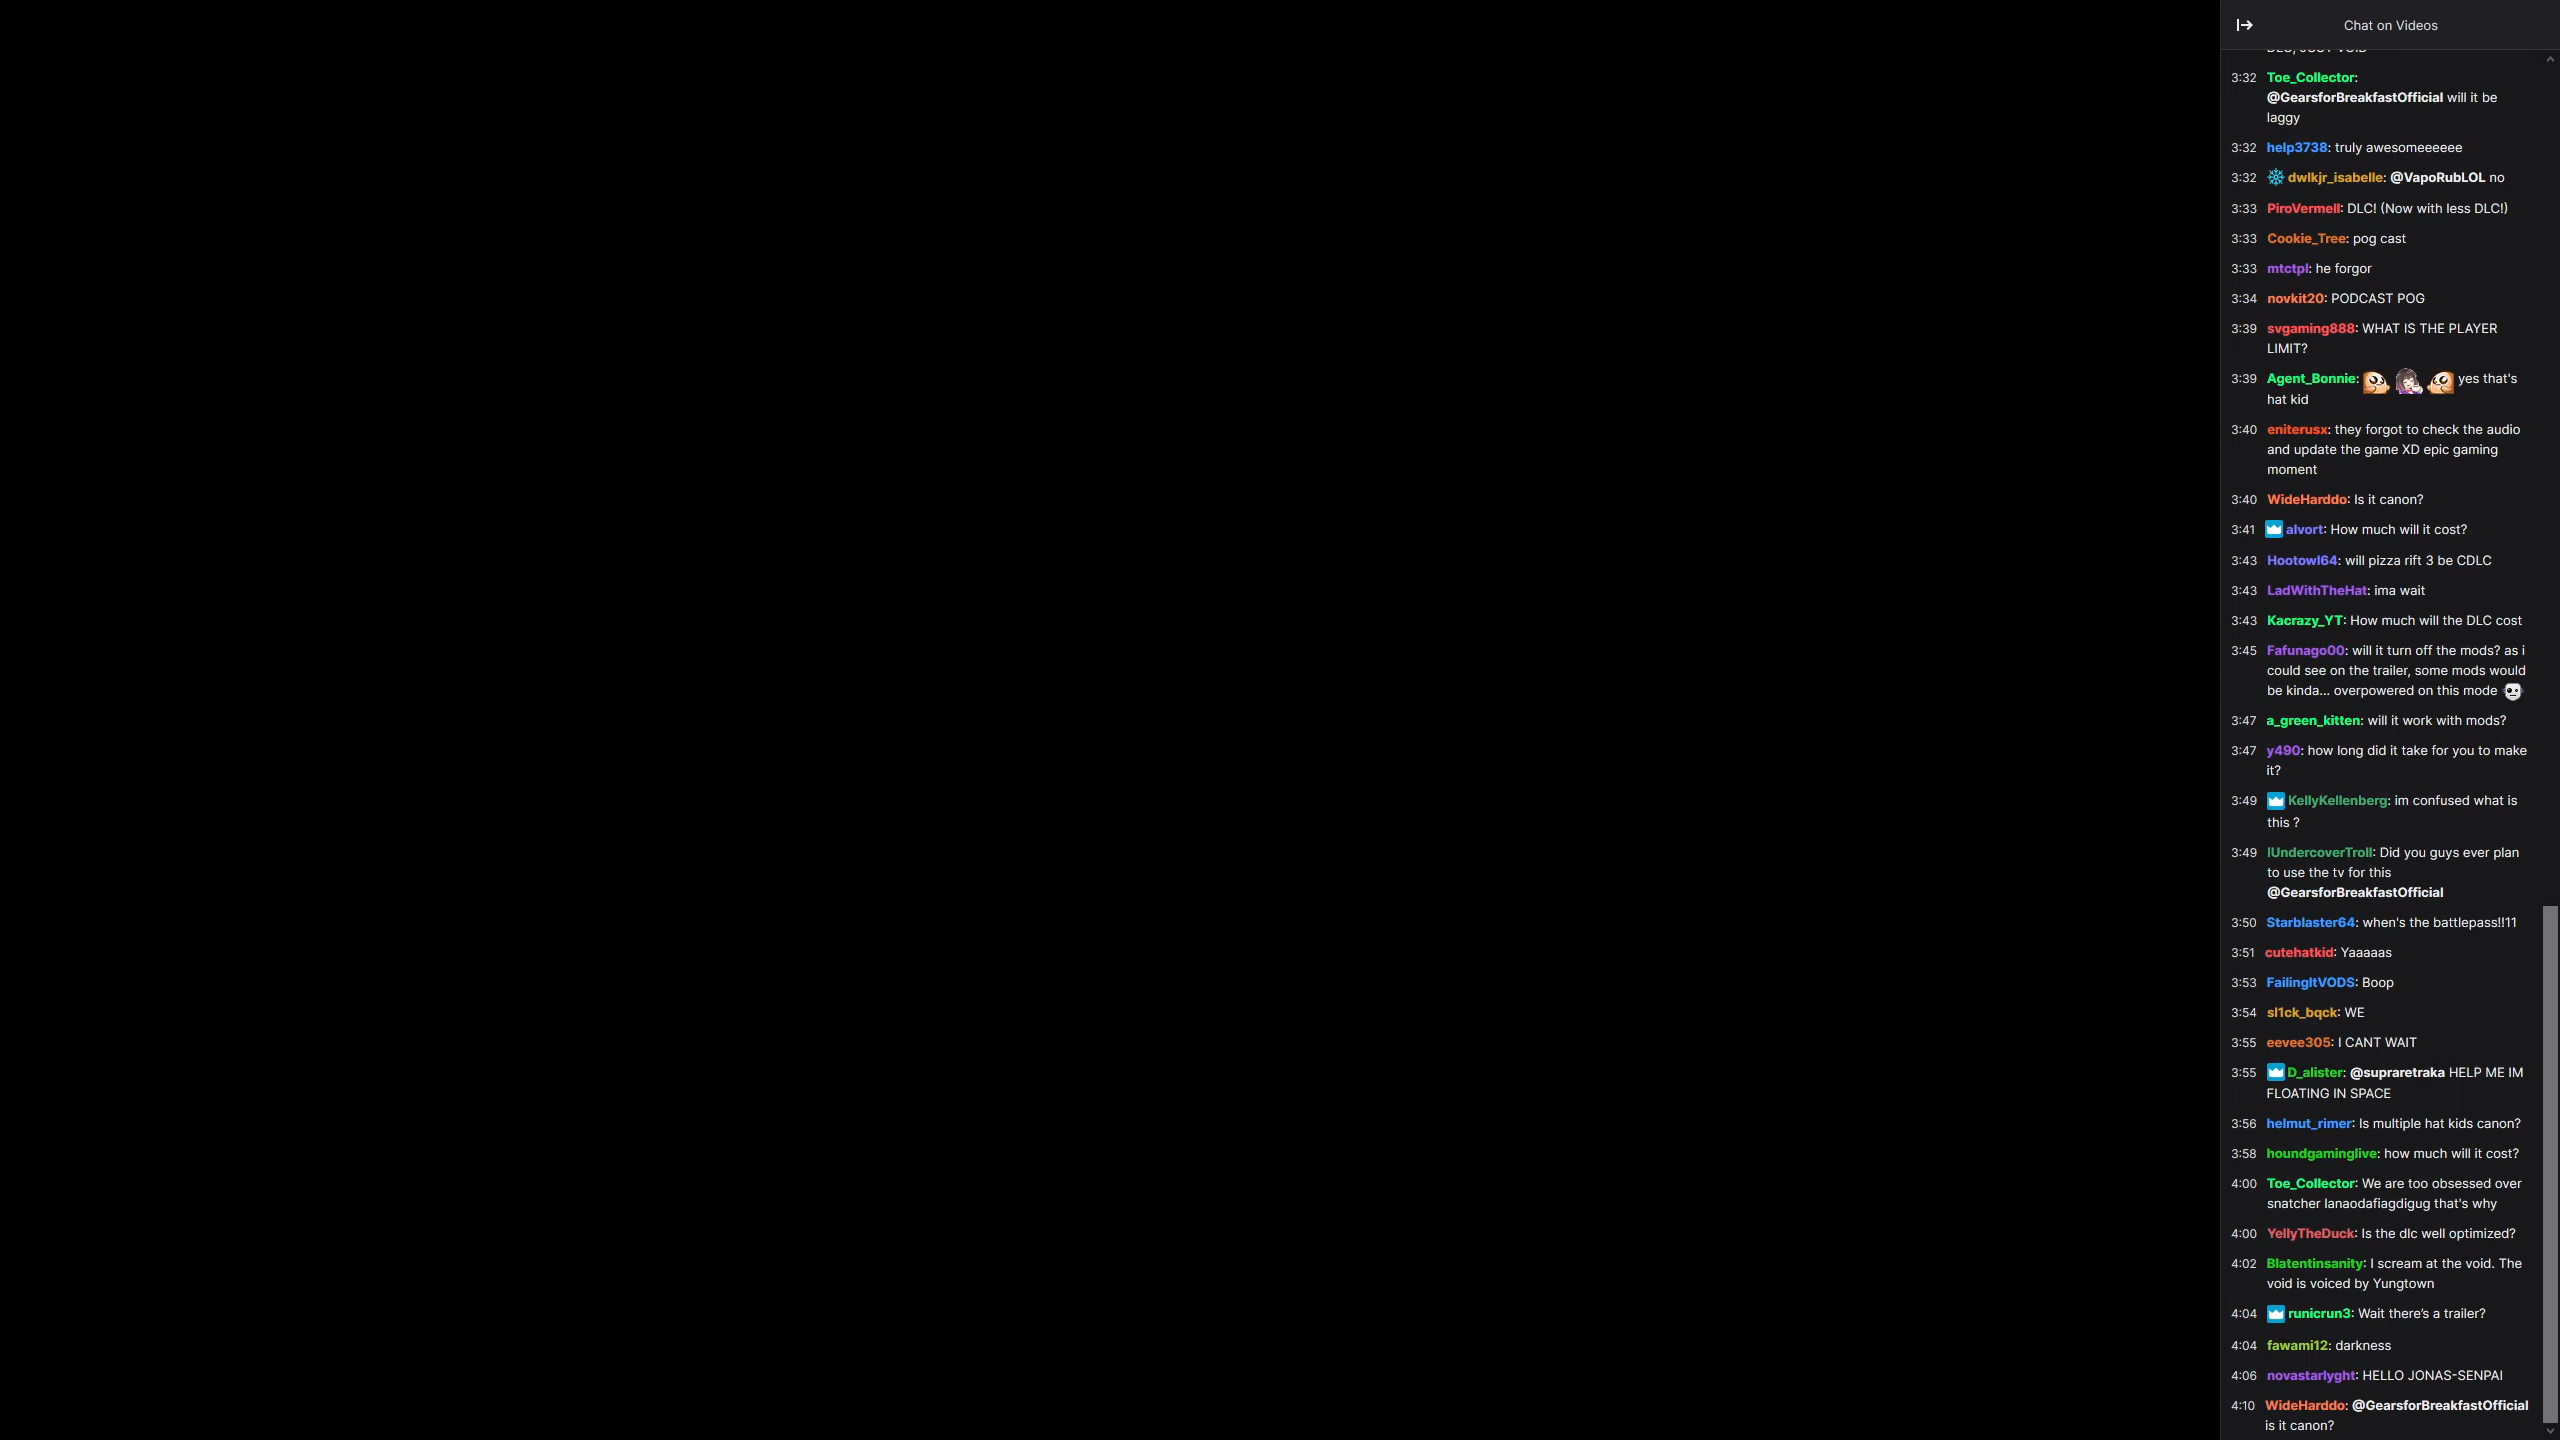 Chat on Videos
DLC, JUST VOID
3:32 Toe_Collector:
@GearsforBreakfastOfficial will it be
laggy
3:32 help3738: truly awesomeeeeee
3:32 dwlkjr_isabelle: @VapoRubLOL no
3:33 PiroVermell: DLC! (Now with less DLC!)
3:33 Cookie_Tree: pog cast
3:33 mtctpl: he forgor
3:34 novkit20: PODCAST POG
3:39 svgaming888: WHAT IS THE PLAYER
LIMIT?
3:39 Agent_Bonnie: yes that's
hat kid
3:40 eniterusx: they forgot to check the audio
and update the game XD epic gaming
moment
3:40 WideHarddo: Is it canon?
3:41 alvort: How much will it cost?
3:43 Hootowl64: will pizza rift 3 be CDLC
3:43 LadWithTheHat: ima wait
3:43 Kacrazy_YT: How much will the DLC cost
3:45 Fafunago00: will it turn off the mods? as i
could see on the trailer, some mods would
be kinda... overpowered on this mode
3:47 a_green_kitten: will it work with mods?
3:47 y490: how long did it take for you to make
it?
3:49 KellyKellenberg: im confused what is
this ?
3:49 IUndercoverTroll: Did you guys ever plan
to use the tv for this
@GearsforBreakfastOfficial
3:50 Starblaster64: when's the battlepass!!11
3:51 cutehatkid: Yaaaaas
3:53 FailingItVODS: Boop
3:54 sl1ck_bqck: WE
3:55 eevee305: I CANT WAIT
3:55 D_alister: @supraretraka HELP ME IM
FLOATING IN SPACE
3:56 helmut_rimer: Is multiple hat kids canon?
3:58 houndgaminglive: how much will it cost?
4:00 Toe_Collector: We are too obsessed over
snatcher lanaodafiagdigug that's why
4:00 YellyTheDuck: Is the dlc well optimized?
4:02 Blatentinsanity: I scream at the void. The
void is voiced by Yungtown
4:04 runicrun3: Wait there's a trailer?
4:04 fawami12: darkness
4:06 novastarlyght: HELLO JONAS-SENPAI
4:10 WideHarddo: @GearsforBreakfastOfficial
is it canon?